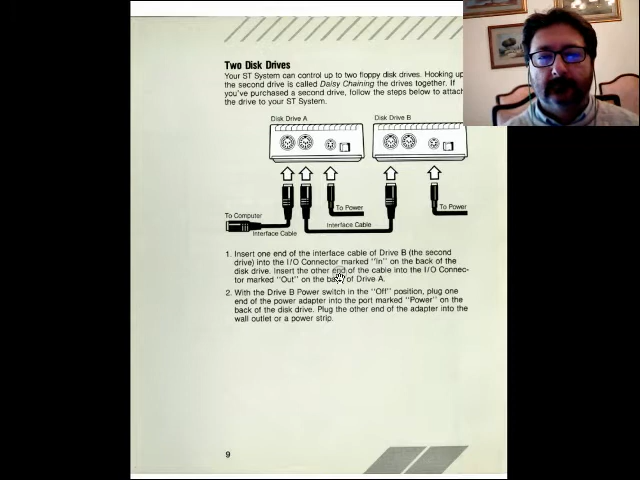 Two Disk Drives
Your ST System can control up to two floppy disk drives. Hooking up
the second drive is called Daisy Chaining the drives together. If
you've purchased a second drive, follow the steps below to attach
the drive to your ST System.
Disk Drive A
Disk Drive B
To Computer
Interface Cable
To Power
Interface Cable
To Power
1. Insert one end of the interface cable of Drive B (the second
drive) into the I/O Connector marked "In" on the back of the
disk drive. Insert the other end of the cable into the I/O Connec-
tor marked "Out" on the back of Drive A.
2. With the Drive B Power switch in the "Off" position, plug one
end of the power adapter into the port marked "Power" on the
back of the disk drive. Plug the other end of the adapter into the
wall outlet or a power strip.
9